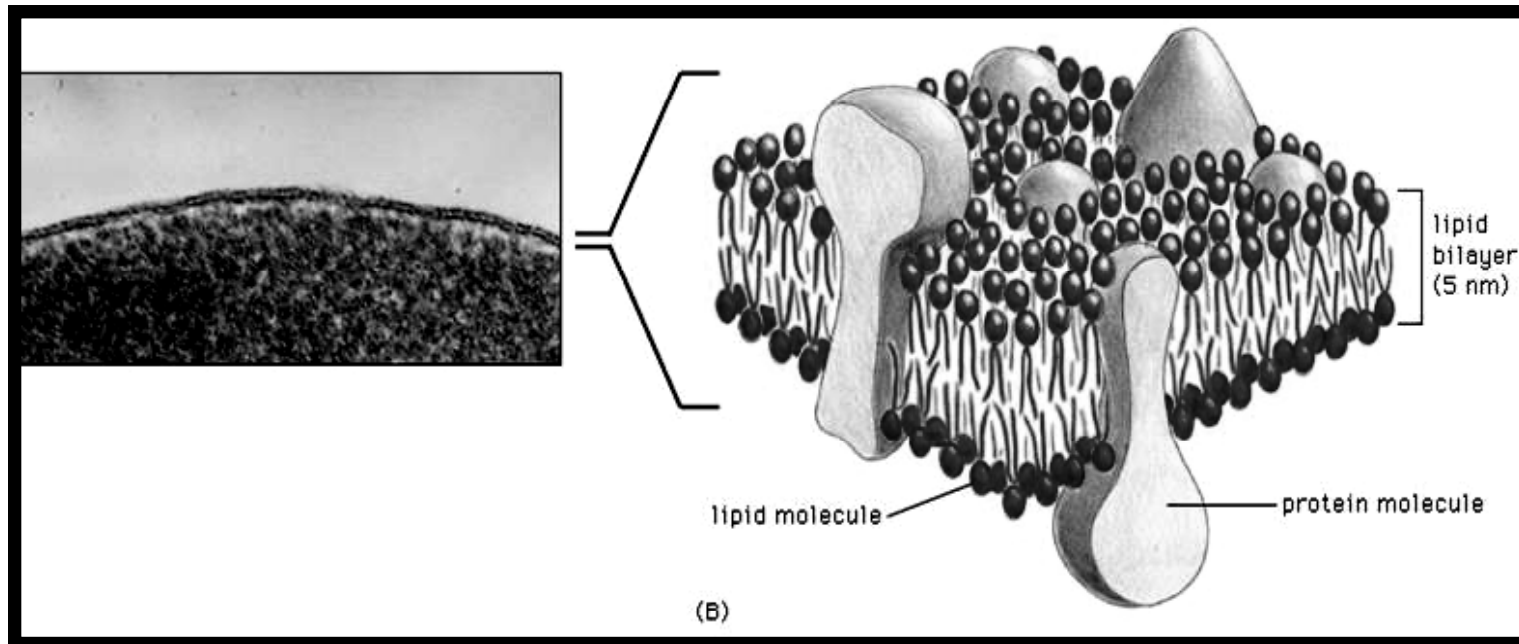 lipid
bilayer
(5 nm)
lipid molecule
protein molecule
(B)